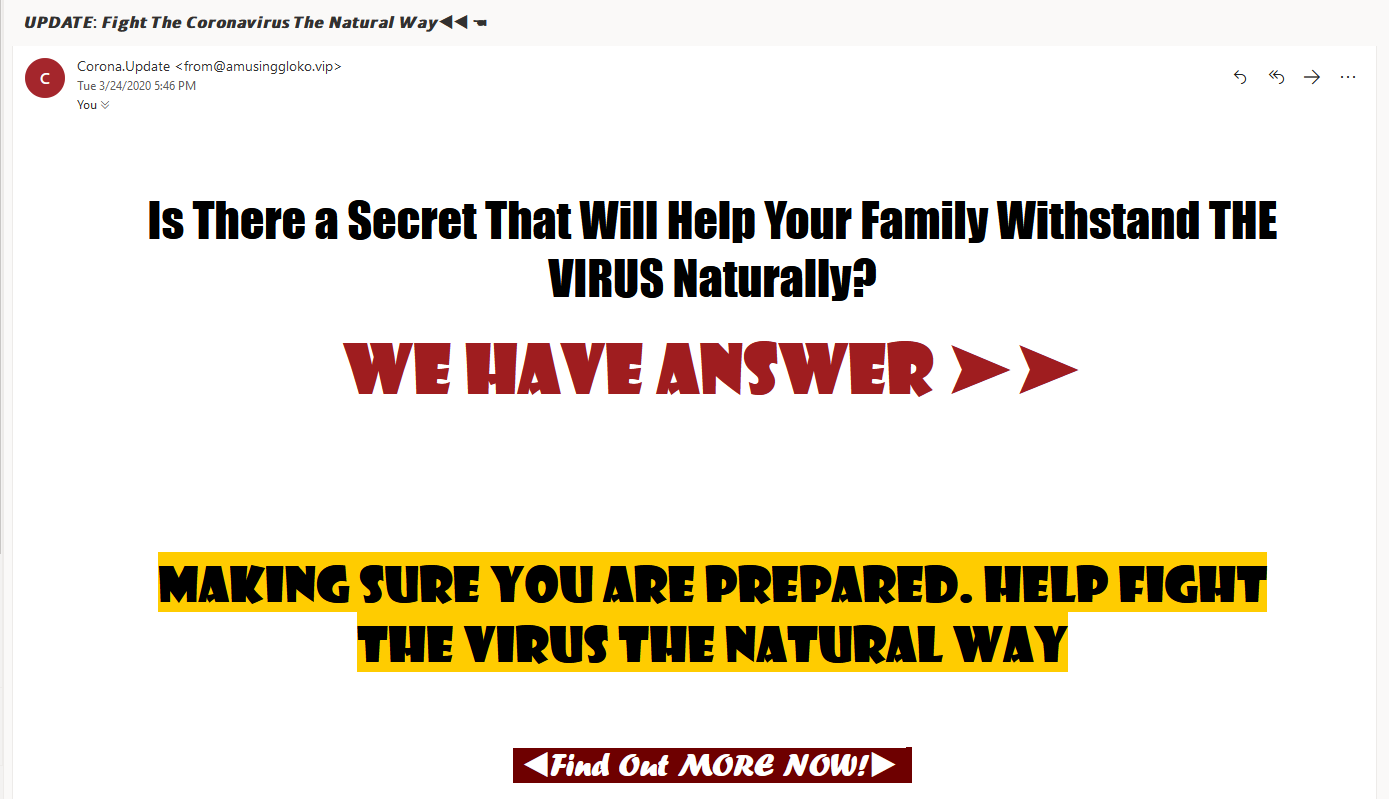 UPDATE: Fight The Coronavirus The Natural Way◀◀ ☚
C
Corona.Update <from@amusinggloko.vip>
Tue 3/24/2020 5:46 PM
You
Is There a Secret That Will Help Your Family Withstand THE
VIRUS Naturally?
WE HAVE ANSWER ➤➤
MAKING SURE YOU ARE PREPARED. HELP FIGHT
THE VIRUS THE NATURAL WAY
◀Find Out MORE NOW!▶